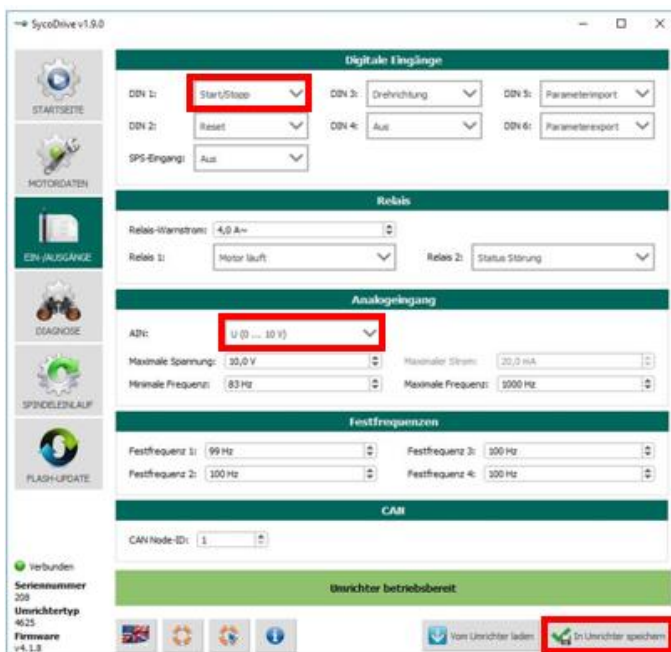 SycoDrive v1.9.0
STARTSEITE
MOTORDATEN
EIN-/AUSGÄNGE
DIAGNOSE
SPINDELEINLAUF
FLASH-UPDATE
Verbunden
Seriennummer
208
Umrichtertyp
4625
Firmware
v4.1.8
Digitale Eingänge
DIN 1: Start/Stopp DIN 3: Drehrichtung DIN 5: Parameterimport
DIN 2: Reset DIN 4: Aus DIN 6: Parameterexport
SPS-Eingang: Aus
Relais
Relais-Warnstrom: 4,0 A~
Relais 1: Motor läuft Relais 2: Status Störung
Analogeingang
AIN: U (0 .... 10 V)
Maximale Spannung: 10,0 V Maximaler Strom: 20,0 mA
Minimale Frequenz: 83 Hz Maximale Frequenz: 1000 Hz
Festfrequenzen
Festfrequenz 1: 99 Hz Festfrequenz 3: 100 Hz
Festfrequenz 2: 100 Hz Festfrequenz 4: 100 Hz
CAN
CAN Node-ID: 1
Umrichter betriebsbereit
Vom Umrichter laden In Umrichter speichern